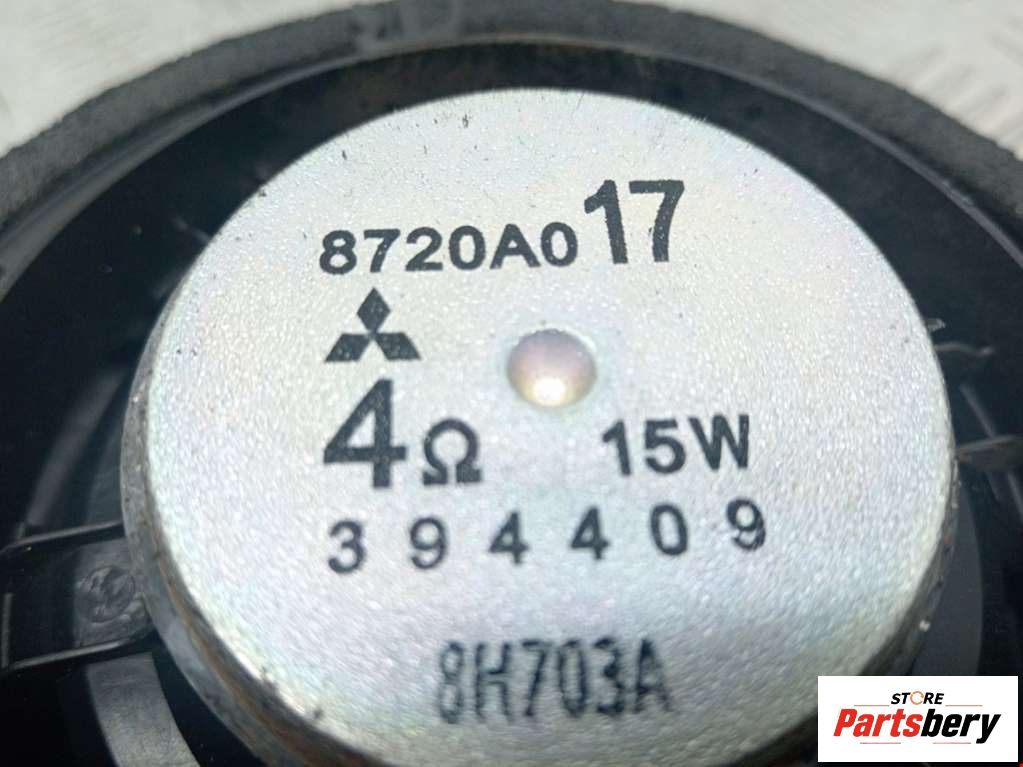 8720A017
4Ω 15W
394409
8H703A
STORE
Partsbery